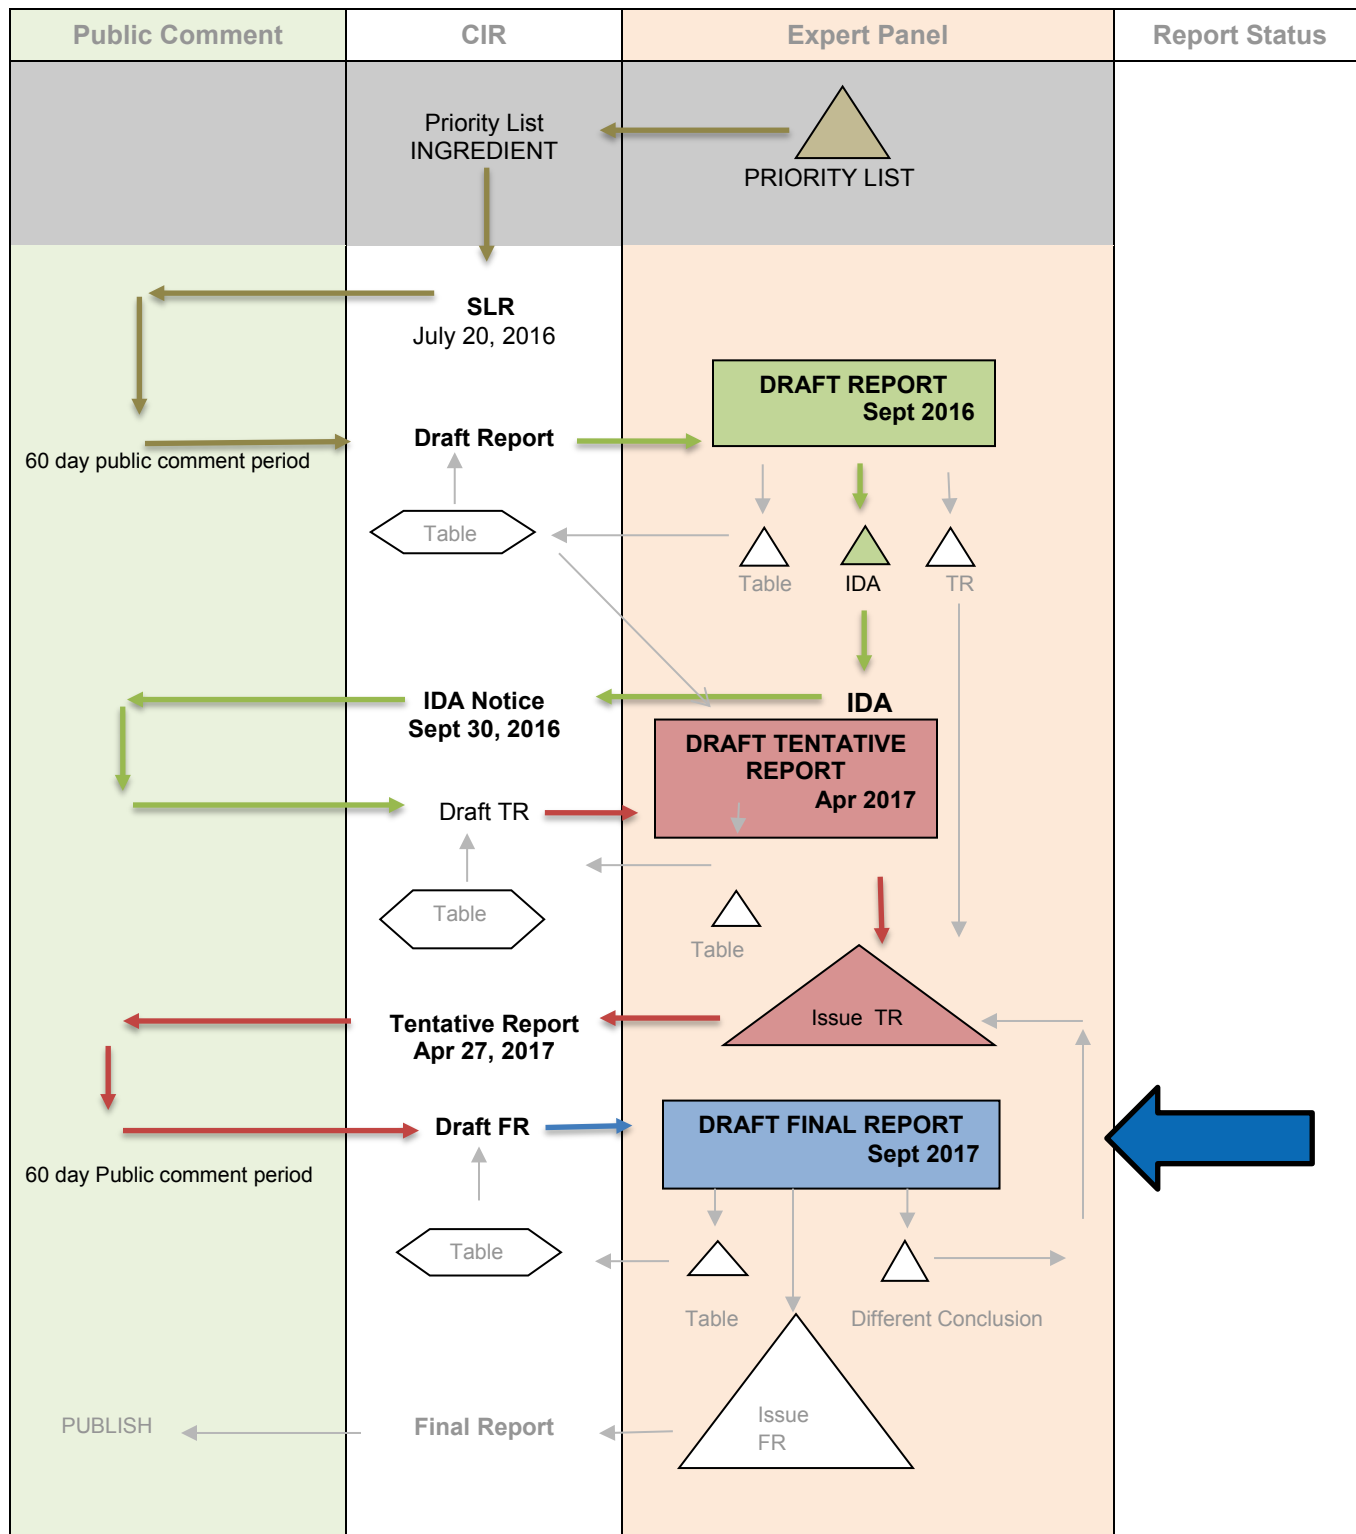 Public Comment
CIR
Expert Panel
Report Status
Priority List
INGREDIENT
PRIORITY LIST
SLR
July 20, 2016
DRAFT REPORT
Sept 2016
60 day public comment period
Draft Report
Table
Table
IDA
TR
IDA Notice
Sept 30, 2016
IDA
DRAFT TENTATIVE
REPORT
Apr 2017
Draft TR
Table
Table
Issue TR
Tentative Report
Apr 27, 2017
Draft FR
DRAFT FINAL REPORT
Sept 2017
60 day Public comment period
Table
Table
Different Conclusion
PUBLISH
Final Report
Issue
FR